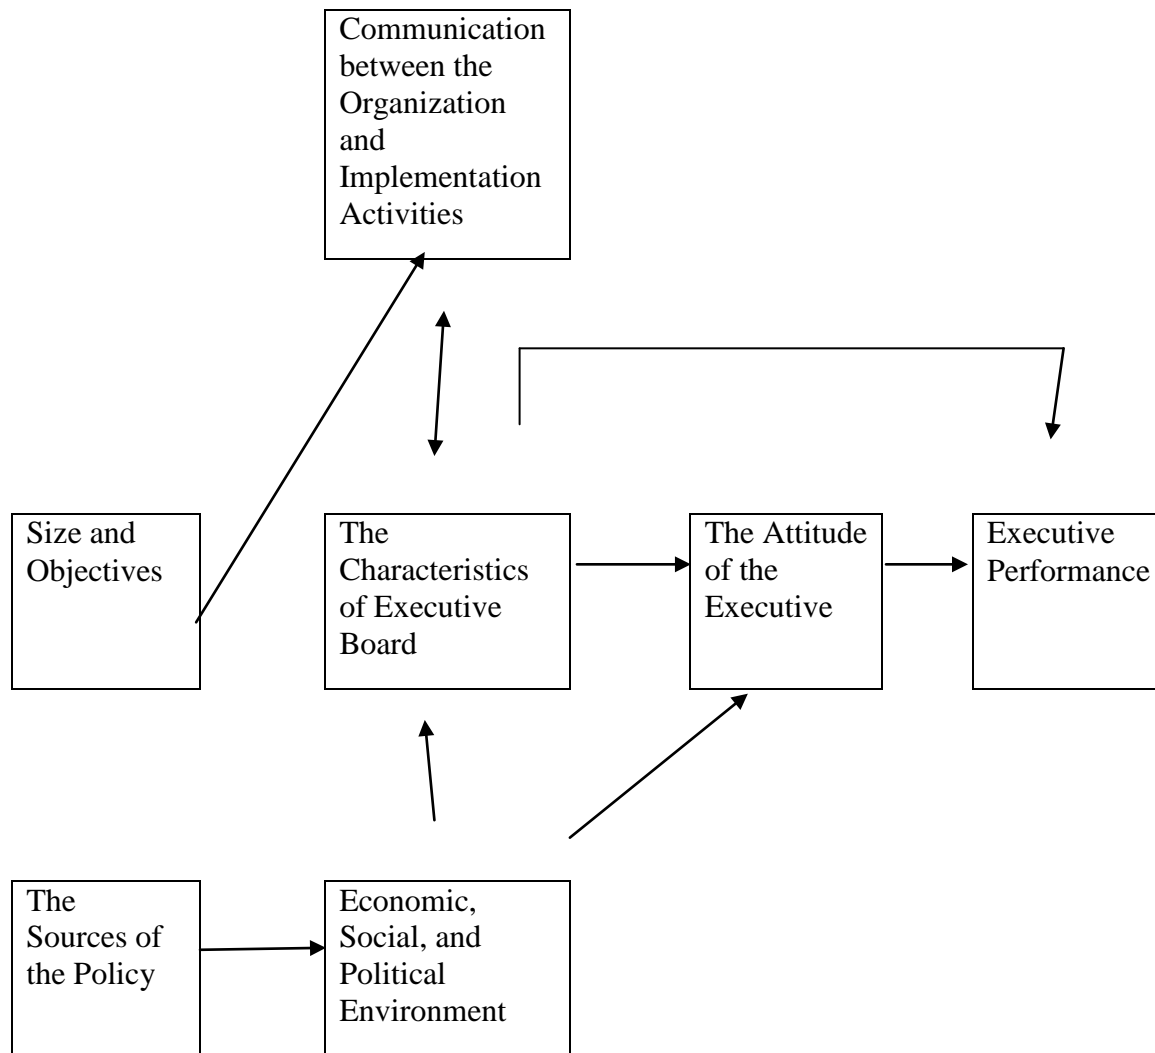 Communication
between the
Organization
and
Implementation
Activities
Size and
Objectives
The
Characteristics
of Executive
Board
The Attitude
of the
Executive
Executive
Performance
The
Sources of
the Policy
Economic,
Social, and
Political
Environment